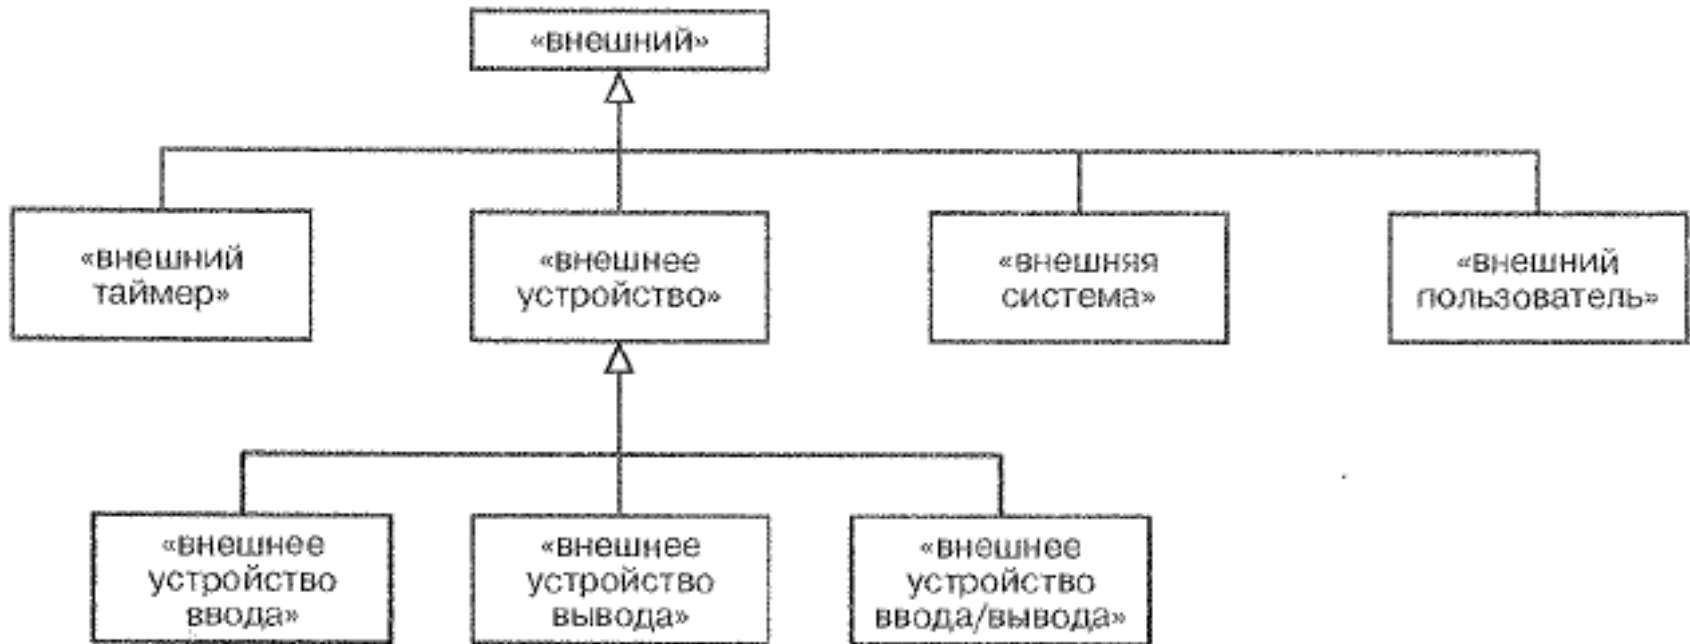 «внешний»
«внешний
таймер»
«внешнее
устройство»
«внешняя
система»
«внешний
пользователь»
«внешнее
устройство
ввода»
«внешнее
устройство
вывода»
«внешнее
устройство
ввода/вывода»